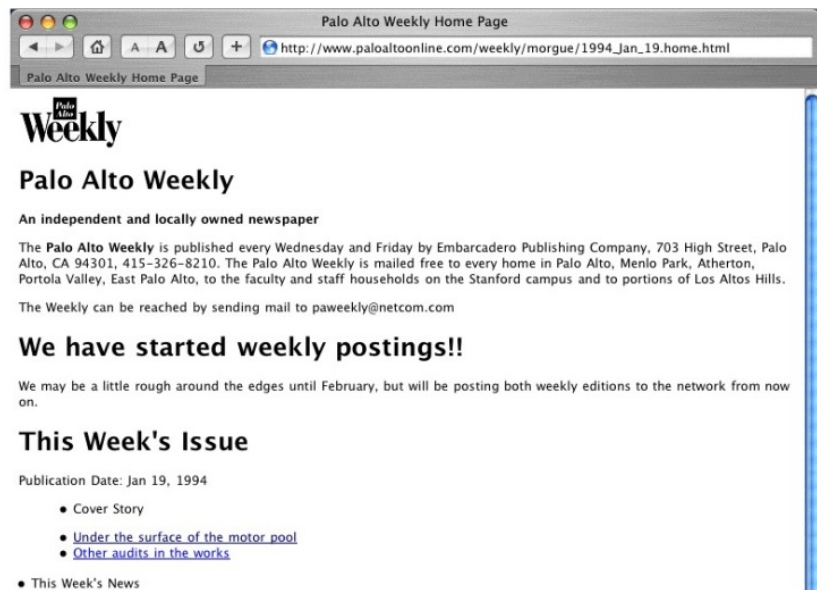 Palo Alto Weekly Home Page
A A
http://www.paloaltoonline.com/weekly/morgue/1994_Jan_19.home.html
Palo Alto Weekly Home Page
Palo
Alto
Weekly
Palo Alto Weekly
An independent and locally owned newspaper
The Palo Alto Weekly is published every Wednesday and Friday by Embarcadero Publishing Company, 703 High Street, Palo
Alto, CA 94301, 415-326-8210. The Palo Alto Weekly is mailed free to every home in Palo Alto, Menlo Park, Atherton,
Portola Valley, East Palo Alto, to the faculty and staff households on the Stanford campus and to portions of Los Altos Hills.
The Weekly can be reached by sending mail to paweekly@netcom.com
We have started weekly postings!!
We may be a little rough around the edges until February, but will be posting both weekly editions to the network from now
on.
This Week's Issue
Publication Date: Jan 19, 1994
• Cover Story
• Under the surface of the motor pool
• Other audits in the works
• This Week's News